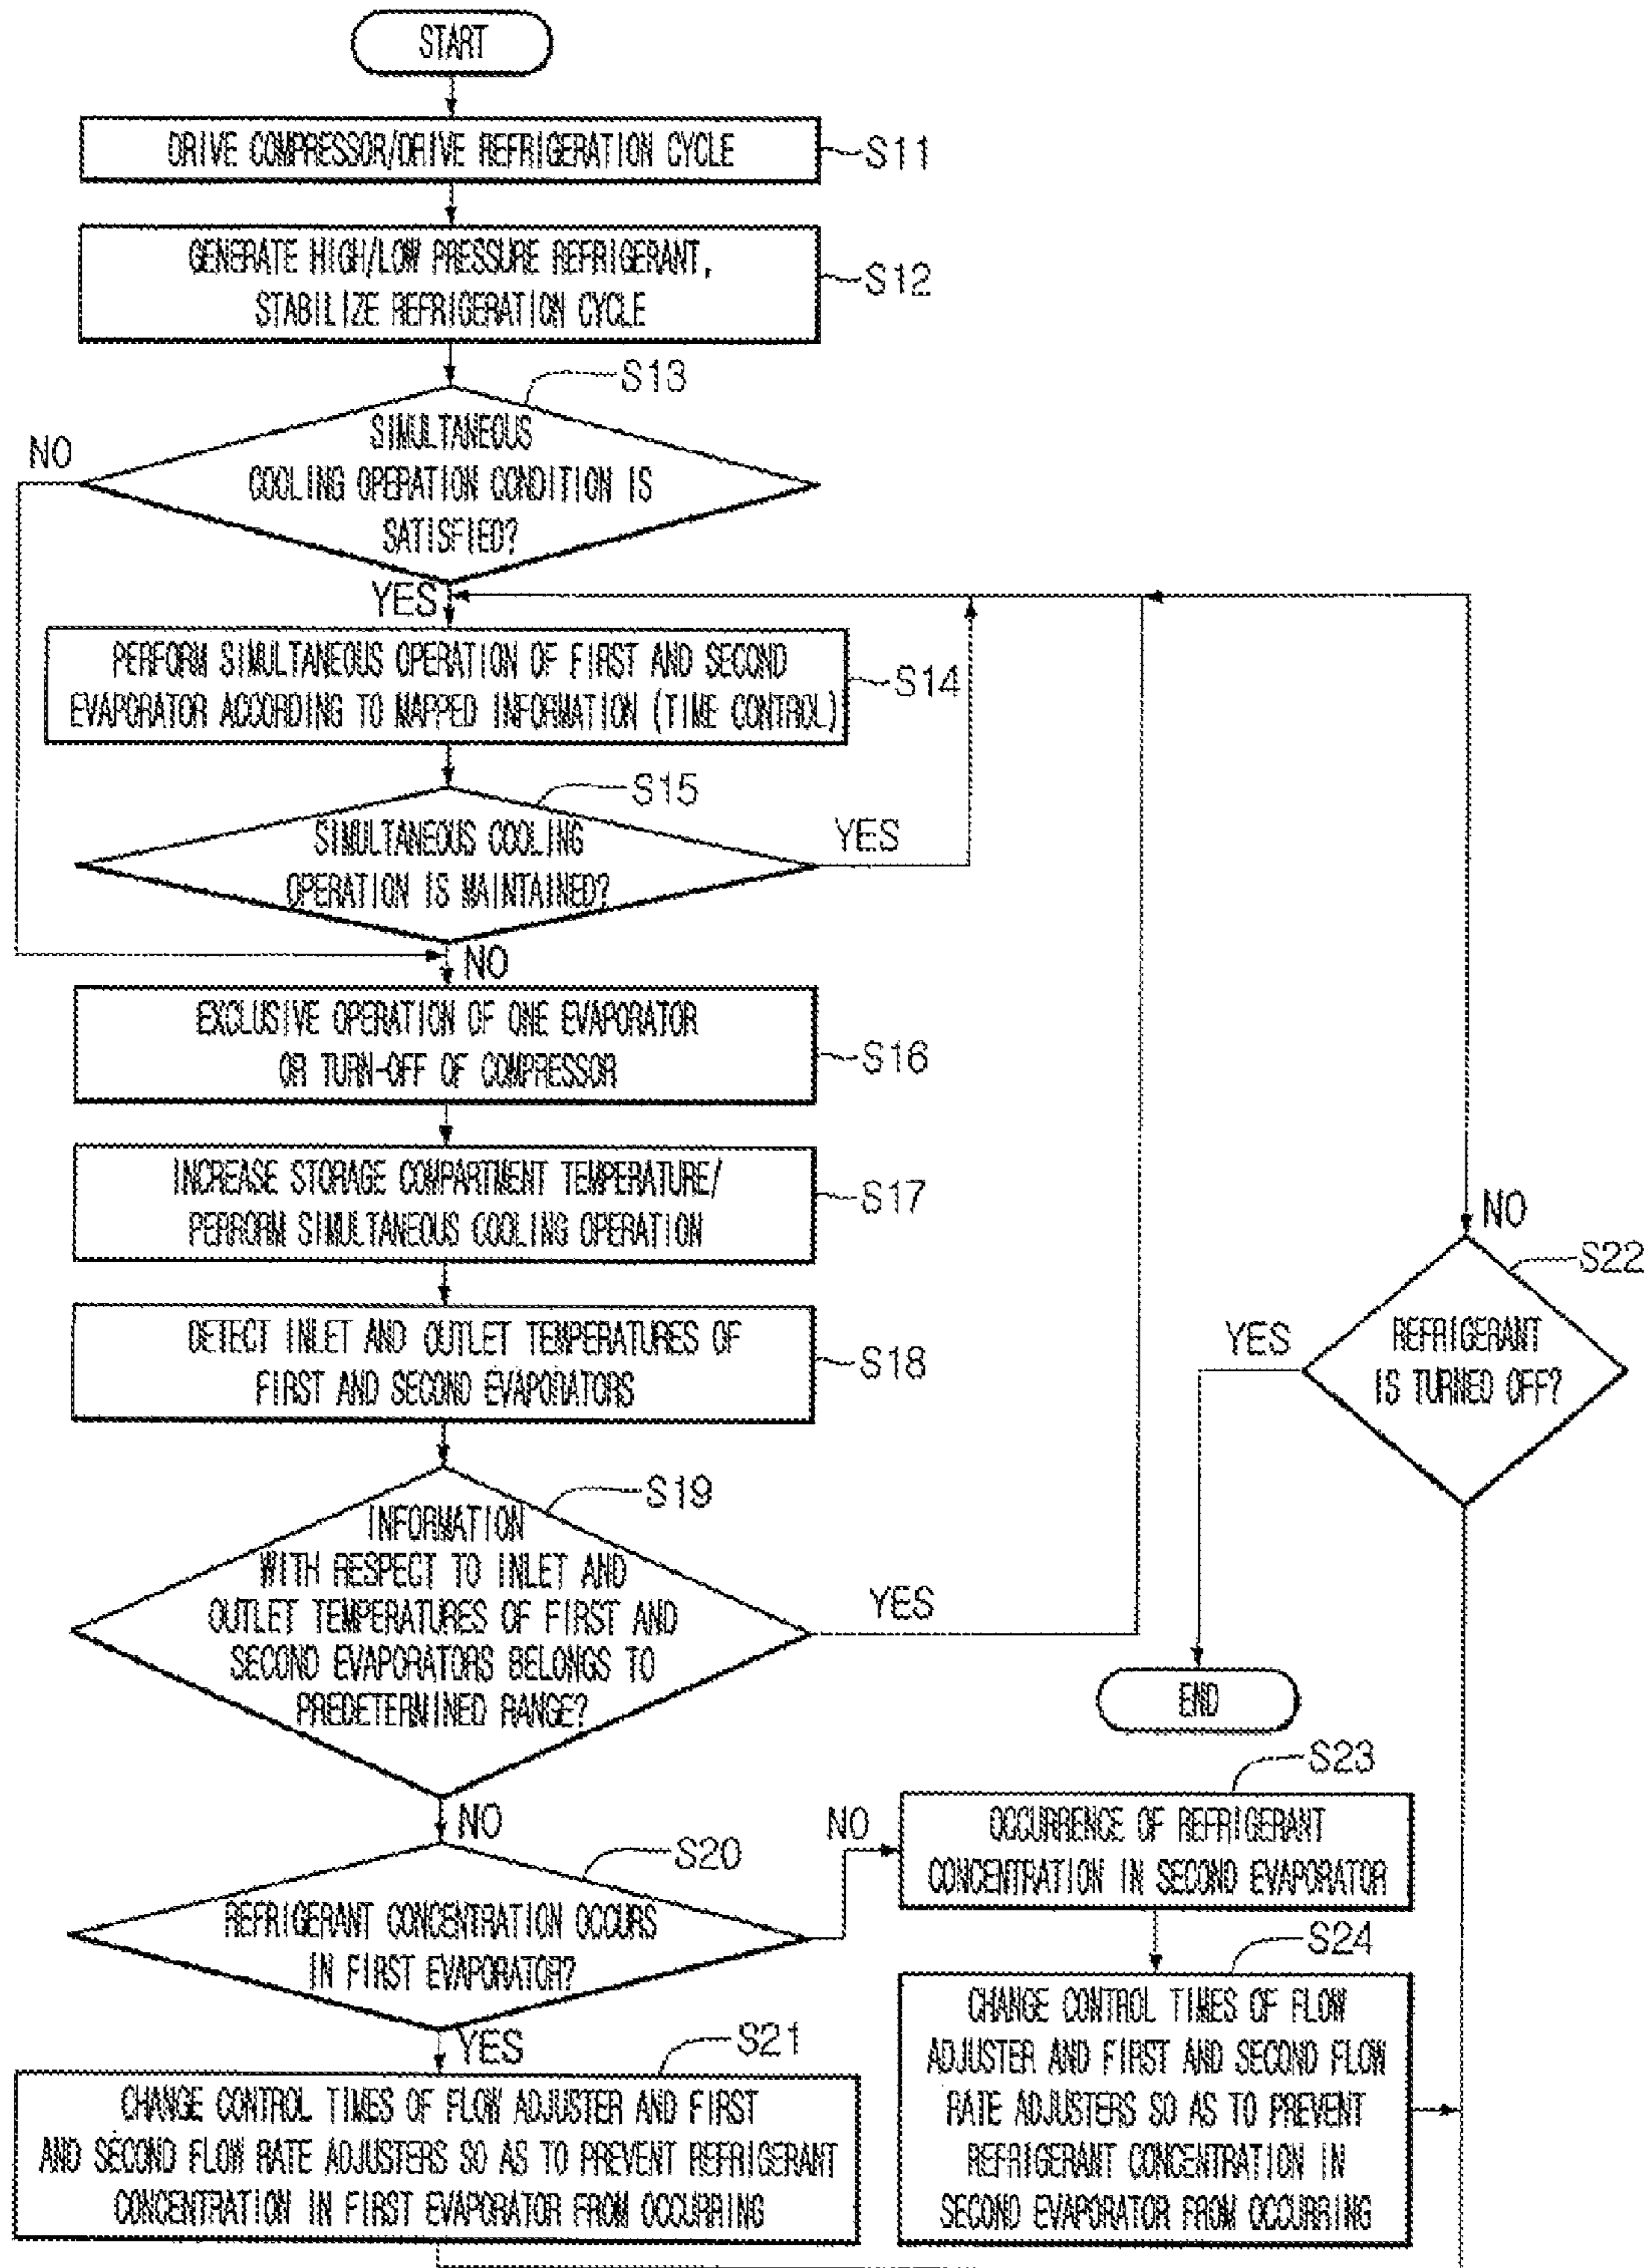 START
DRIVE COMPRESSOR/DRIVE REFRIGERATION CYCLE
S11
GENERATE HIGH/LOW PRESSURE REFRIGERANT,
STABILIZE REFRIGERATION CYCLE
S12
S13
SIMULTANEOUS
COOLING OPERATION CONDITION IS
SATISFIED?
NO
YES
PERFORM SIMULTANEOUS OPERATION OF FIRST AND SECOND
EVAPORATOR ACCORDING TO MAPPED INFORMATION (TIME CONTROL)
S14
S15
SIMULTANEOUS COOLING
OPERATION IS MAINTAINED?
YES
NO
EXCLUSIVE OPERATION OF ONE EVAPORATOR
OR TURN-OFF OF COMPRESSOR
S16
INCREASE STORAGE COMPARTMENT TEMPERATURE/
PERRORM SIMULTANEOUS COOLING OPERATION
S17
NO
S22
REFRIGERANT
IS TURNED OFF?
YES
DETECT INLET AND OUTLET TEMPERATURES OF
FIRST AND SECOND EVAPORATORS
S18
S19
INFORMATION
WITH RESPECT TO INLET AND
OUTLET TEMPERATURES OF FIRST AND
SECOND EVAPORATORS BELONGS TO
PREDETERMINED RANGE?
YES
END
NO
S20
REFRIGERANT CONCENTRATION OCCURS
IN FIRST EVAPORATOR?
NO
S23
OCCURRENCE OF REFRIGERANT
CONCENTRATION IN SECOND EVAPORATOR
S24
CHANGE CONTROL TIMES OF FLOW
ADJUSTER AND FIRST AND SECOND FLOW
RATE ADJUSTERS SO AS TO PREVENT
REFRIGERANT CONCENTRATION IN
SECOND EVAPORATOR FROM OCCURRING
YES
S21
CHANGE CONTROL TIMES OF FLOW ADJUSTER AND FIRST
AND SECOND FLOW RATE ADJUSTERS SO AS TO PREVENT REFRIGERANT
CONCENTRATION IN FIRST EVAPORATOR FROM OCCURRING